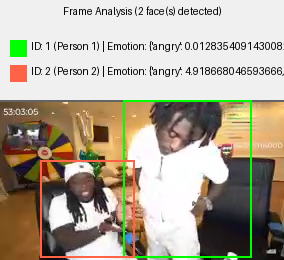 Frame Analysis (2 face(s) detected)
ID: 1 (Person 1) | Emotion: {'angry': 0.012835409143008
ID: 2 (Person 2) | Emotion: {'angry': 4.918668046593666,
53:03:05